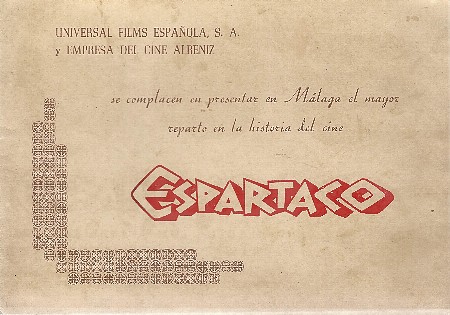 UNIVERSAL FILMS ESPAÑOLA, S. A.
y EMPRESA DEL CINE ALBENIZ
se complacen en presentar en Málaga el mayor
reparto en la historia del cine
ESPARTACO